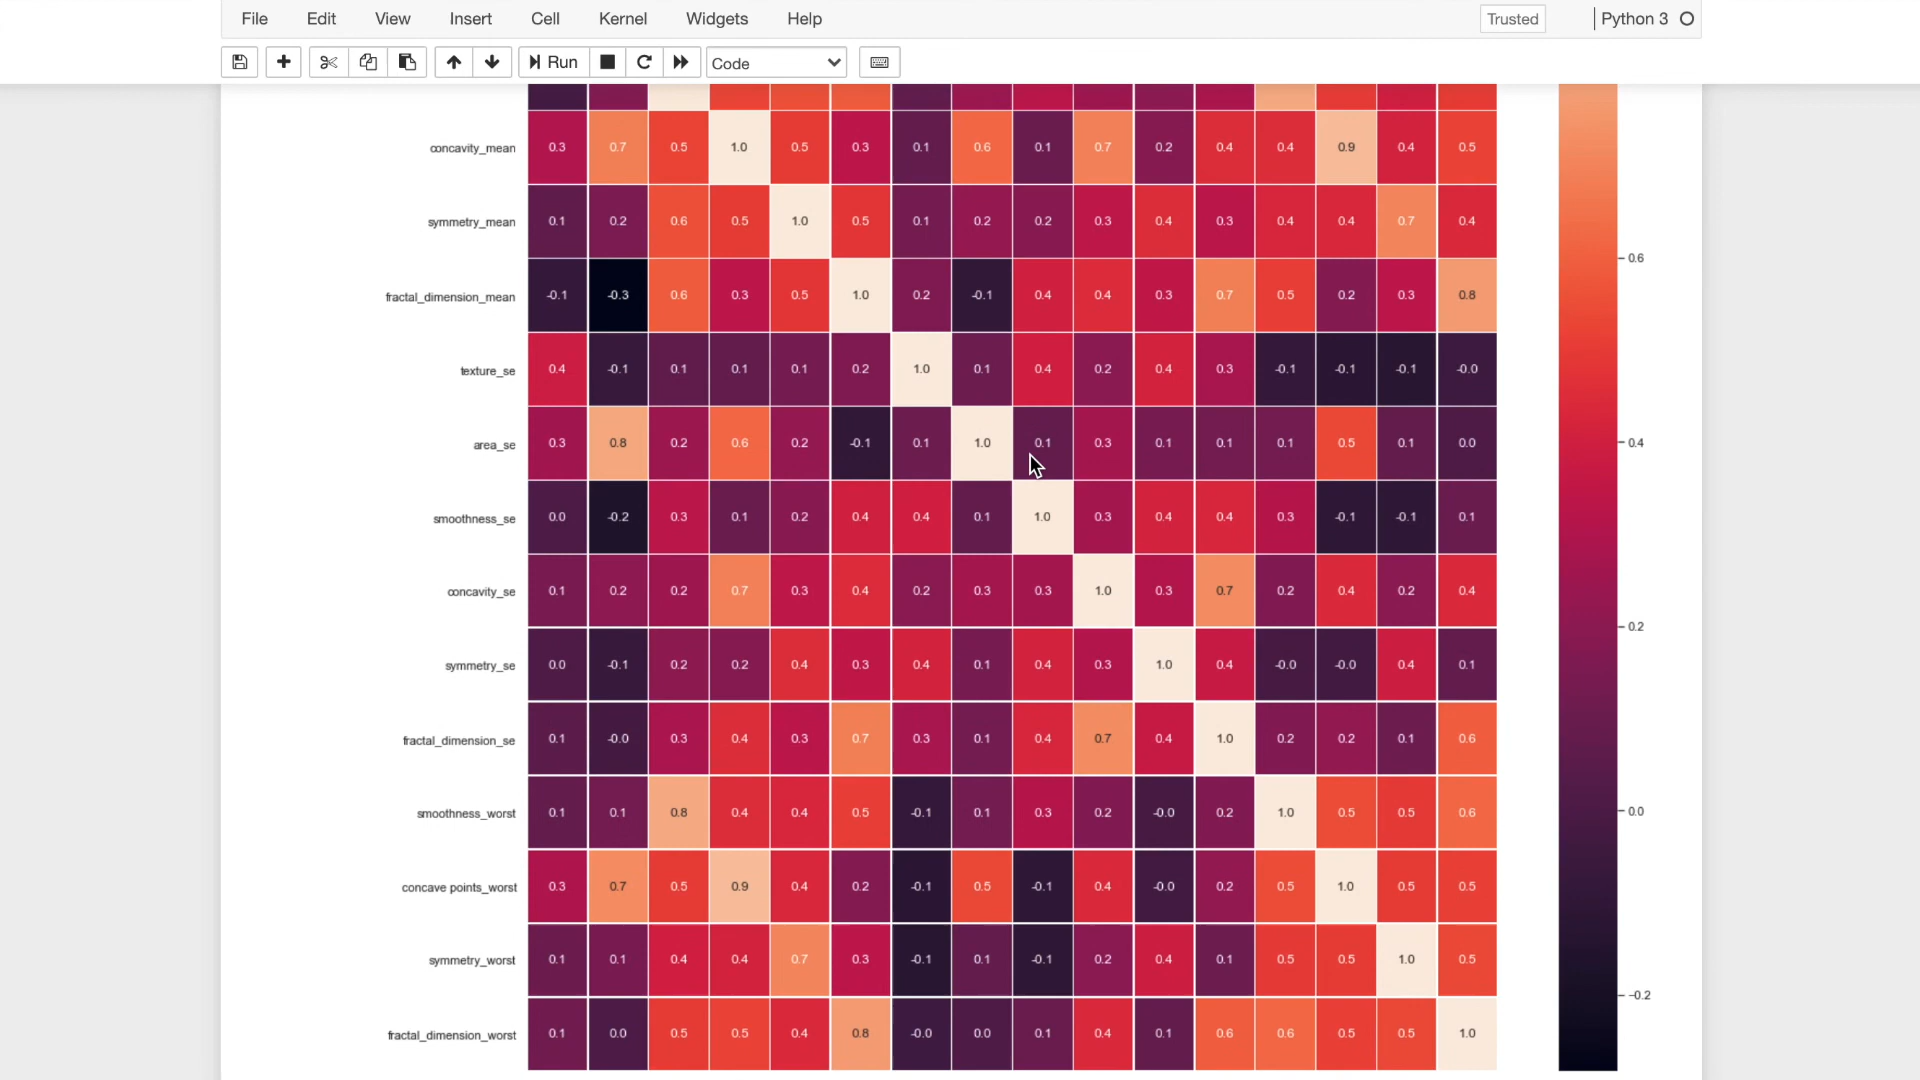 File Edit View Insert Cell Kernel Widgets Help Trusted Python 3
Run Code
concavity_mean 0.3 0.7 0.5 1.0 0.5 0.3 0.1 0.6 0.1 0.7 0.2 0.4 0.4 0.9 0.4 0.5
symmetry_mean 0.1 0.2 0.6 0.5 1.0 0.5 0.1 0.2 0.2 0.3 0.4 0.3 0.4 0.4 0.7 0.4
0.6
fractal_dimension_mean -0.1 -0.3 0.6 0.3 0.5 1.0 0.2 -0.1 0.4 0.4 0.3 0.7 0.5 0.2 0.3 0.8
texture_se 0.4 -0.1 0.1 0.1 0.1 0.2 1.0 0.1 0.4 0.2 0.4 0.3 -0.1 -0.1 -0.1 -0.0
area_se 0.3 0.8 0.2 0.6 0.2 -0.1 0.1 1.0 0.1 0.3 0.1 0.1 0.1 0.5 0.1 0.0 0.4
smoothness_se 0.0 -0.2 0.3 0.1 0.2 0.4 0.4 0.1 1.0 0.3 0.4 0.4 0.3 -0.1 -0.1 0.1
concavity_se 0.1 0.2 0.2 0.7 0.3 0.4 0.2 0.3 0.3 1.0 0.3 0.7 0.2 0.4 0.2 0.4
0.2
symmetry_se 0.0 -0.1 0.2 0.2 0.4 0.3 0.4 0.1 0.4 0.3 1.0 0.4 -0.0 -0.0 0.4 0.1
fractal_dimension_se 0.1 -0.0 0.3 0.4 0.3 0.7 0.3 0.1 0.4 0.7 0.4 1.0 0.2 0.2 0.1 0.6
smoothness_worst 0.1 0.1 0.8 0.4 0.4 0.5 -0.1 0.1 0.3 0.2 -0.0 0.2 1.0 0.5 0.5 0.6 0.0
concave points_worst 0.3 0.7 0.5 0.9 0.4 0.2 -0.1 0.5 -0.1 0.4 -0.0 0.2 0.5 1.0 0.5 0.5
symmetry_worst 0.1 0.1 0.4 0.4 0.7 0.3 -0.1 0.1 -0.1 0.2 0.4 0.1 0.5 0.5 1.0 0.5
-0.2
fractal_dimension_worst 0.1 0.0 0.5 0.5 0.4 0.8 -0.0 0.0 0.1 0.4 0.1 0.6 0.6 0.5 0.5 1.0